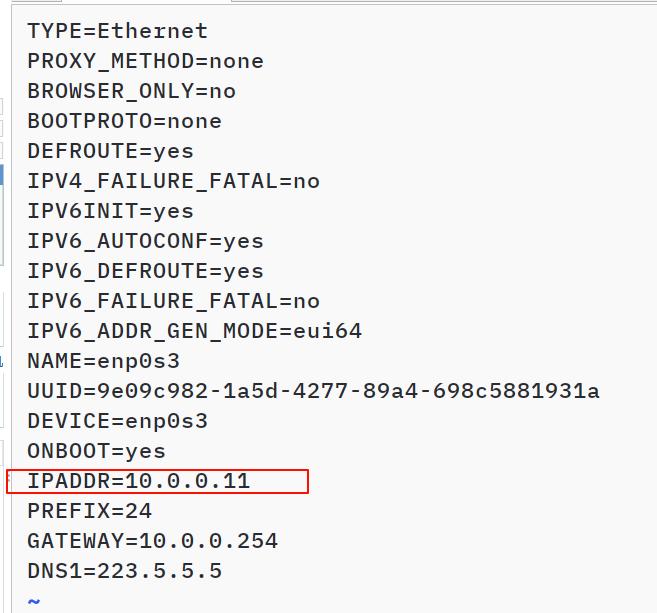 TYPE=Ethernet
PROXY_METHOD=none
BROWSER_ONLY=no
BOOTPROTO=none
DEFROUTE=yes
IPV4_FAILURE_FATAL=no
IPV6INIT=yes
IPV6_AUTOCONF=yes
IPV6_DEFROUTE=yes
IPV6_FAILURE_FATAL=no
IPV6_ADDR_GEN_MODE=eui64
NAME=enp0s3
UUID=9e09c982-1a5d-4277-89a4-698c5881931a
DEVICE=enp0s3
ONBOOT=yes
IPADDR=10.0.0.11
PREFIX=24
GATEWAY=10.0.0.254
DNS1=223.5.5.5
~